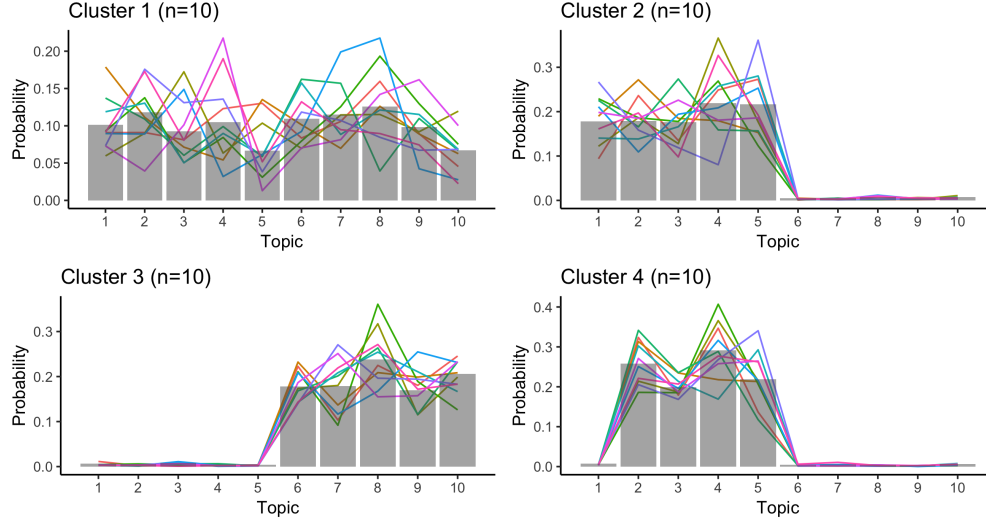 Cluster 1 (n=10)
Probability
0.20
0.15
0.10
0.05
0.00
1 2 3 4 5 6 7 8 9 10
Topic
Cluster 2 (n=10)
Probability
0.3
0.2
0.1
0.0
1 2 3 4 5 6 7 8 9 10
Topic
Cluster 3 (n=10)
Probability
0.3
0.2
0.1
0.0
1 2 3 4 5 6 7 8 9 10
Topic
Cluster 4 (n=10)
Probability
0.4
0.3
0.2
0.1
0.0
1 2 3 4 5 6 7 8 9 10
Topic